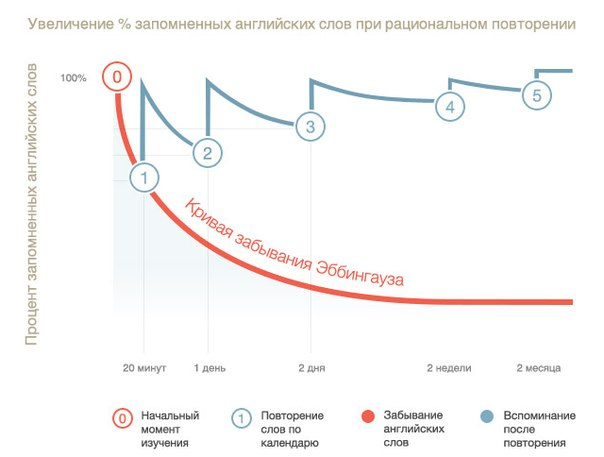 Увеличение % запомненных английских слов при рациональном повторении
Процент запомненных английских слов
100%
0
1
2
3
4
5
Кривая забывания Эббингауза
20 минут
1 день
2 дня
2 недели
2 месяца
0
Начальный
момент
изучения
1
Повторение
слов по
календарю
Забывание
английских
слов
Вспоминание
после
повторения